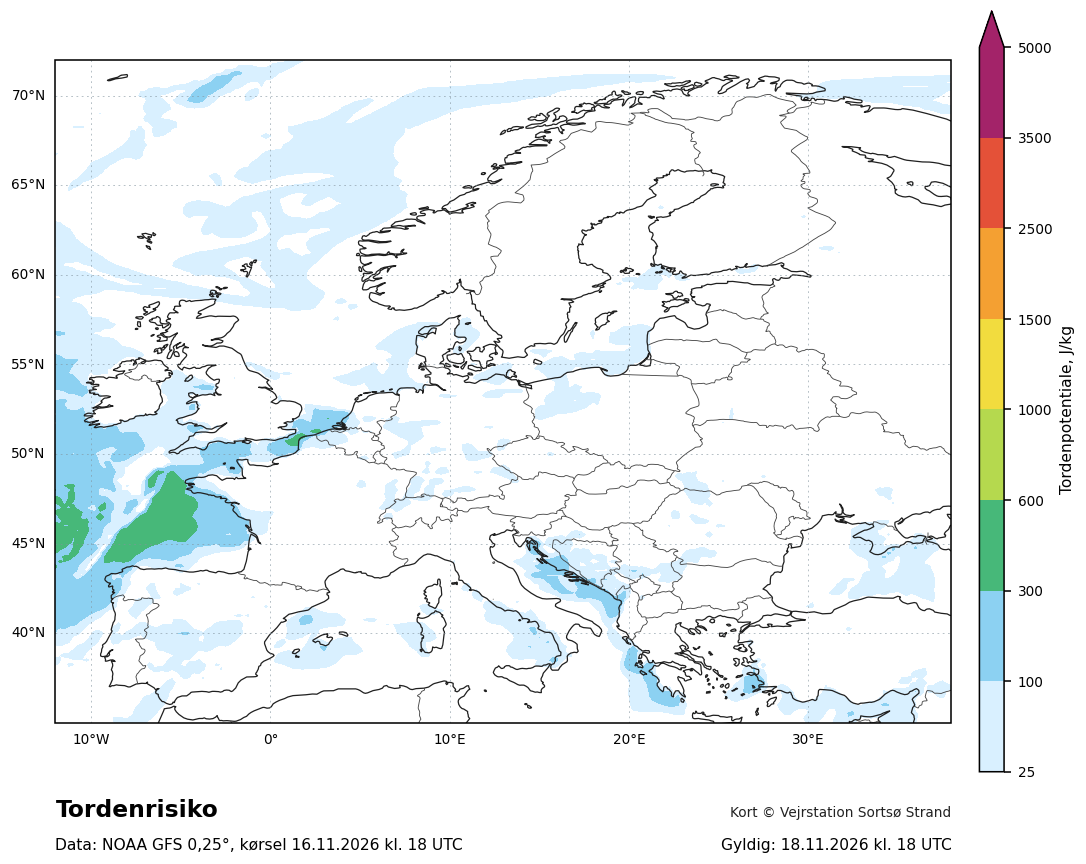 70°N
65°N
60°N
55°N
50°N
45°N
40°N
10°W
0°
10°E
20°E
30°E
5000
3500
2500
1500
1000
600
300
100
25
Tordenpotentiale, J/kg
Tordenrisiko
Kort © Vejrstation Sortsø Strand
Data: NOAA GFS 0,25°, kørsel 16.11.2026 kl. 18 UTC
Gyldig: 18.11.2026 kl. 18 UTC